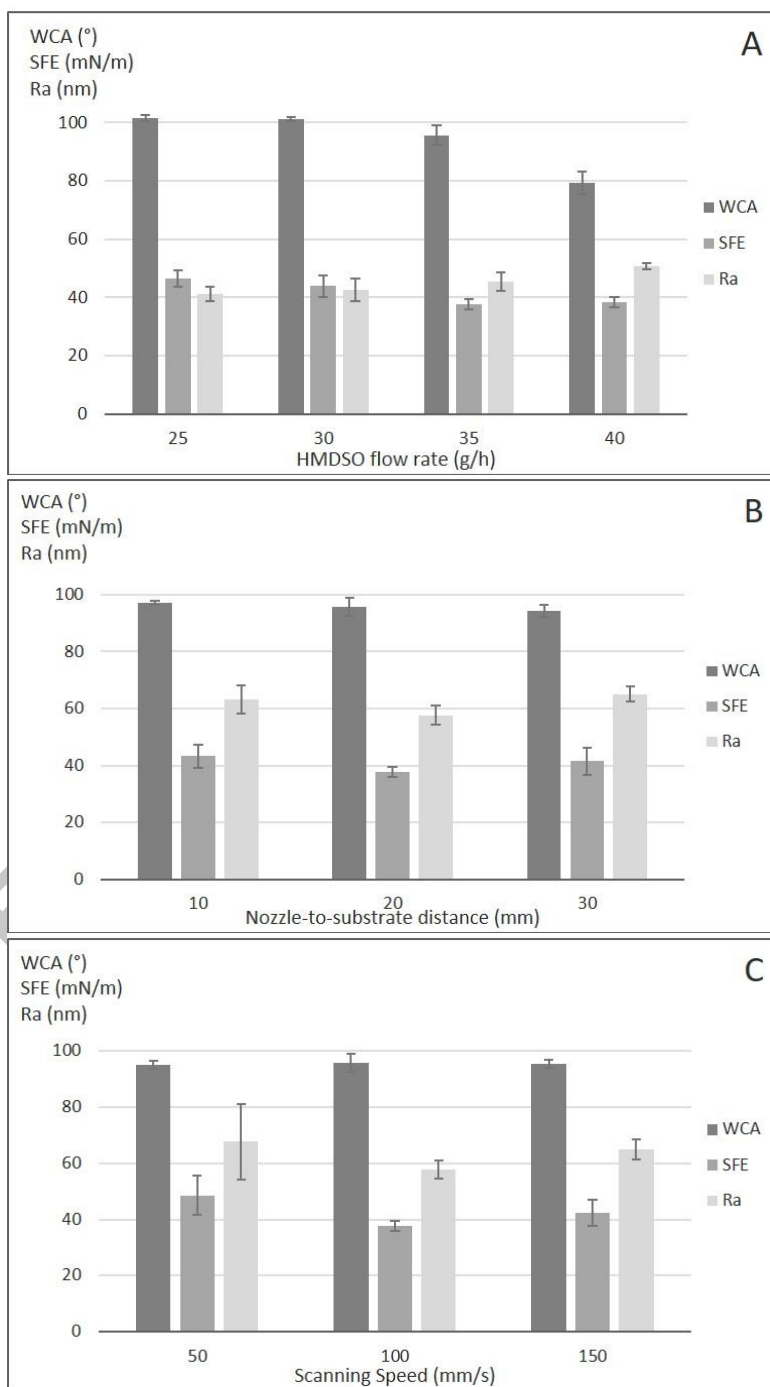 WCA (°)
SFE (mN/m)
Ra (nm)
A
100
80
60
40
20
0
25 30 35 40
HMDSO flow rate (g/h)
WCA
SFE
Ra
WCA (°)
SFE (mN/m)
Ra (nm)
B
100
80
60
40
20
0
10 20 30
Nozzle-to-substrate distance (mm)
WCA
SFE
Ra
WCA (°)
SFE (mN/m)
Ra (nm)
C
100
80
60
40
20
0
50 100 150
Scanning Speed (mm/s)
WCA
SFE
Ra